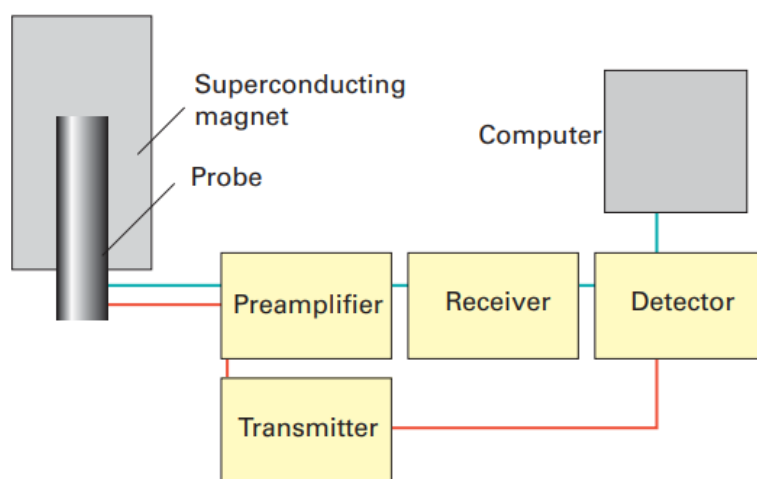 Superconducting
magnet
Probe
Computer
Preamplifier
Receiver
Detector
Transmitter